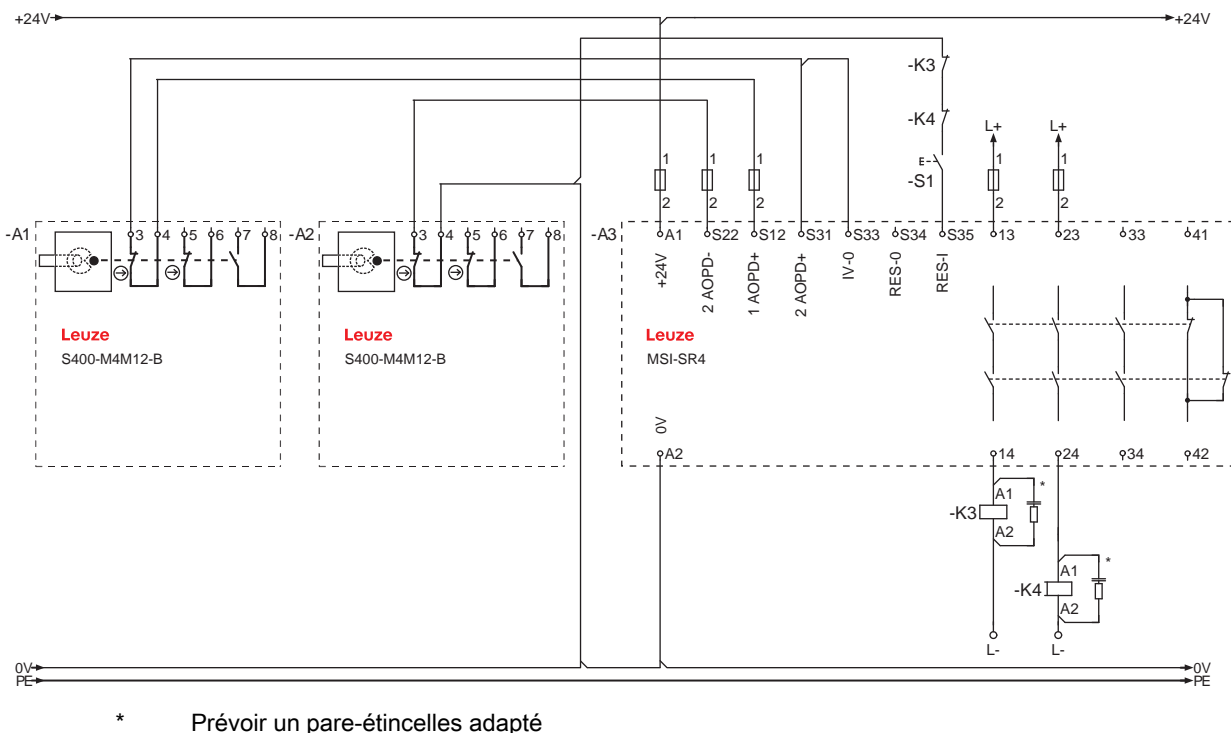 +24V
+24V
-K3
-K4
L+
L+
E--
-S1
1
2
1
2
1
2
1
2
1
2
-A1
3
4
5
6
7
8
-A2
3
4
5
6
7
8
-A3
A1
S22
S12
S31
S33
S34
S35
13
23
33
41
+24V
2 AOPD-
1 AOPD+
2 AOPD+
IV-0
RES-0
RES-I
Leuze
S400-M4M12-B
Leuze
S400-M4M12-B
Leuze
MSI-SR4
0V
A2
14
24
34
42
-K3
A1
A2
*
-K4
A1
A2
*
L-
L-
0V
0V
PE
PE
* Prévoir un pare-étincelles adapté